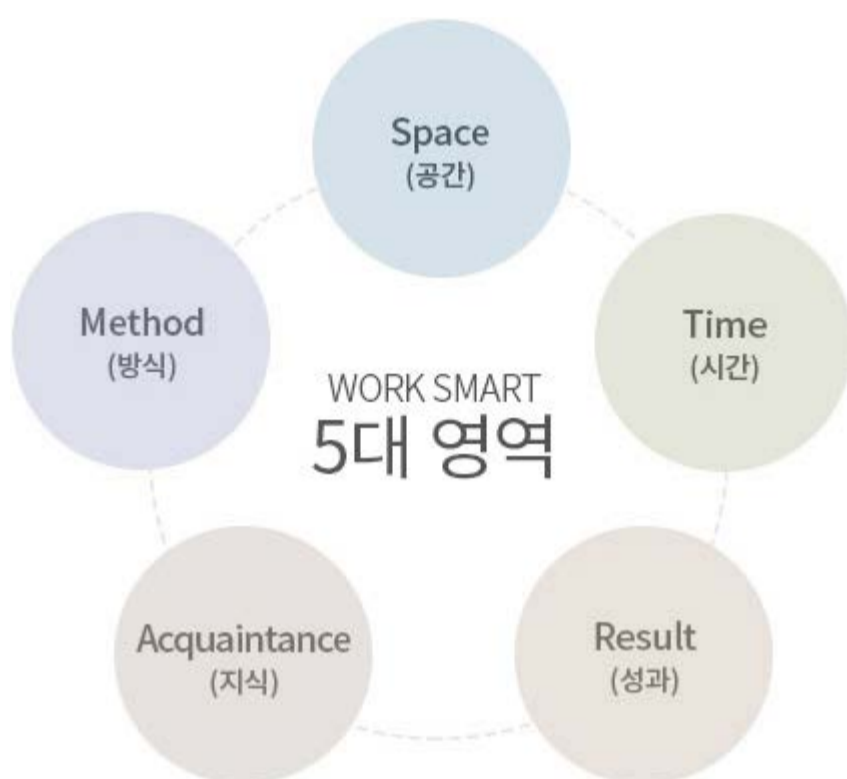 Space
(공간)
Method
(방식)
Time
(시간)
WORK SMART
5대 영역
Acquaintance
(지식)
Result
(성과)